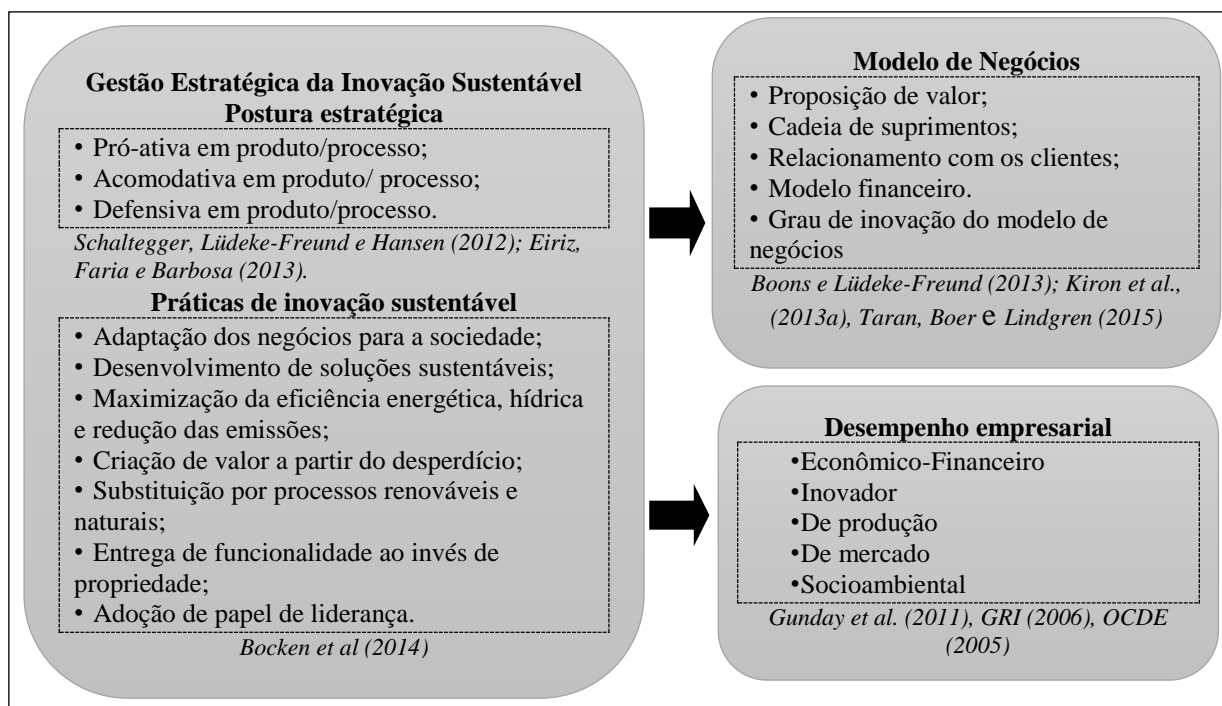 Gestão Estratégica da Inovação Sustentável
Postura estratégica
• Pró-ativa em produto/processo;
• Acomodativa em produto/ processo;
• Defensiva em produto/processo.
Schaltegger, Lüdeke-Freund e Hansen (2012); Eiriz,
Faria e Barbosa (2013).
Práticas de inovação sustentável
• Adaptação dos negócios para a sociedade;
• Desenvolvimento de soluções sustentáveis;
• Maximização da eficiência energética, hídrica
e redução das emissões;
• Criação de valor a partir do desperdício;
• Substituição por processos renováveis e
naturais;
• Entrega de funcionalidade ao invés de
propriedade;
• Adoção de papel de liderança.
Bocken et al (2014)
Modelo de Negócios
• Proposição de valor;
• Cadeia de suprimentos;
• Relacionamento com os clientes;
• Modelo financeiro.
• Grau de inovação do modelo de
negócios
Boons e Lüdeke-Freund (2013); Kiron et al.,
(2013a), Taran, Boer e Lindgren (2015)
Desempenho empresarial
•Econômico-Financeiro
•Inovador
•De produção
•De mercado
•Socioambiental
Gunday et al. (2011), GRI (2006), OCDE
(2005)